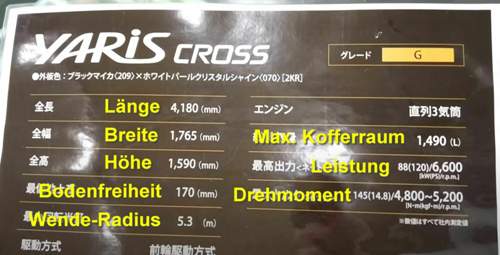 YARiS CROSS
グレード G
●外板色：ブラックマイカ〈209〉×ホワイトパールクリスタルシャイン〈070〉[2KR]
全長 Länge 4,180 (mm)
エンジン 直列3気筒
全幅 Breite 1,765 (mm)
Max. Kofferraum 1,490 (L)
全高 Höhe 1,590 (mm)
最高出力 Leistung 88(120)/6,600
[kW(PS)/r.p.m.]
最低 Bodenfreiheit 170 (mm)
Drehmoment 145(14.8)/4,800~5,200
[N・m(kgf・m)/r.p.m.]
Wende-Radius 5.3 (m)
※数値はすべて社内測定値
駆動方式 前輪駆動方式